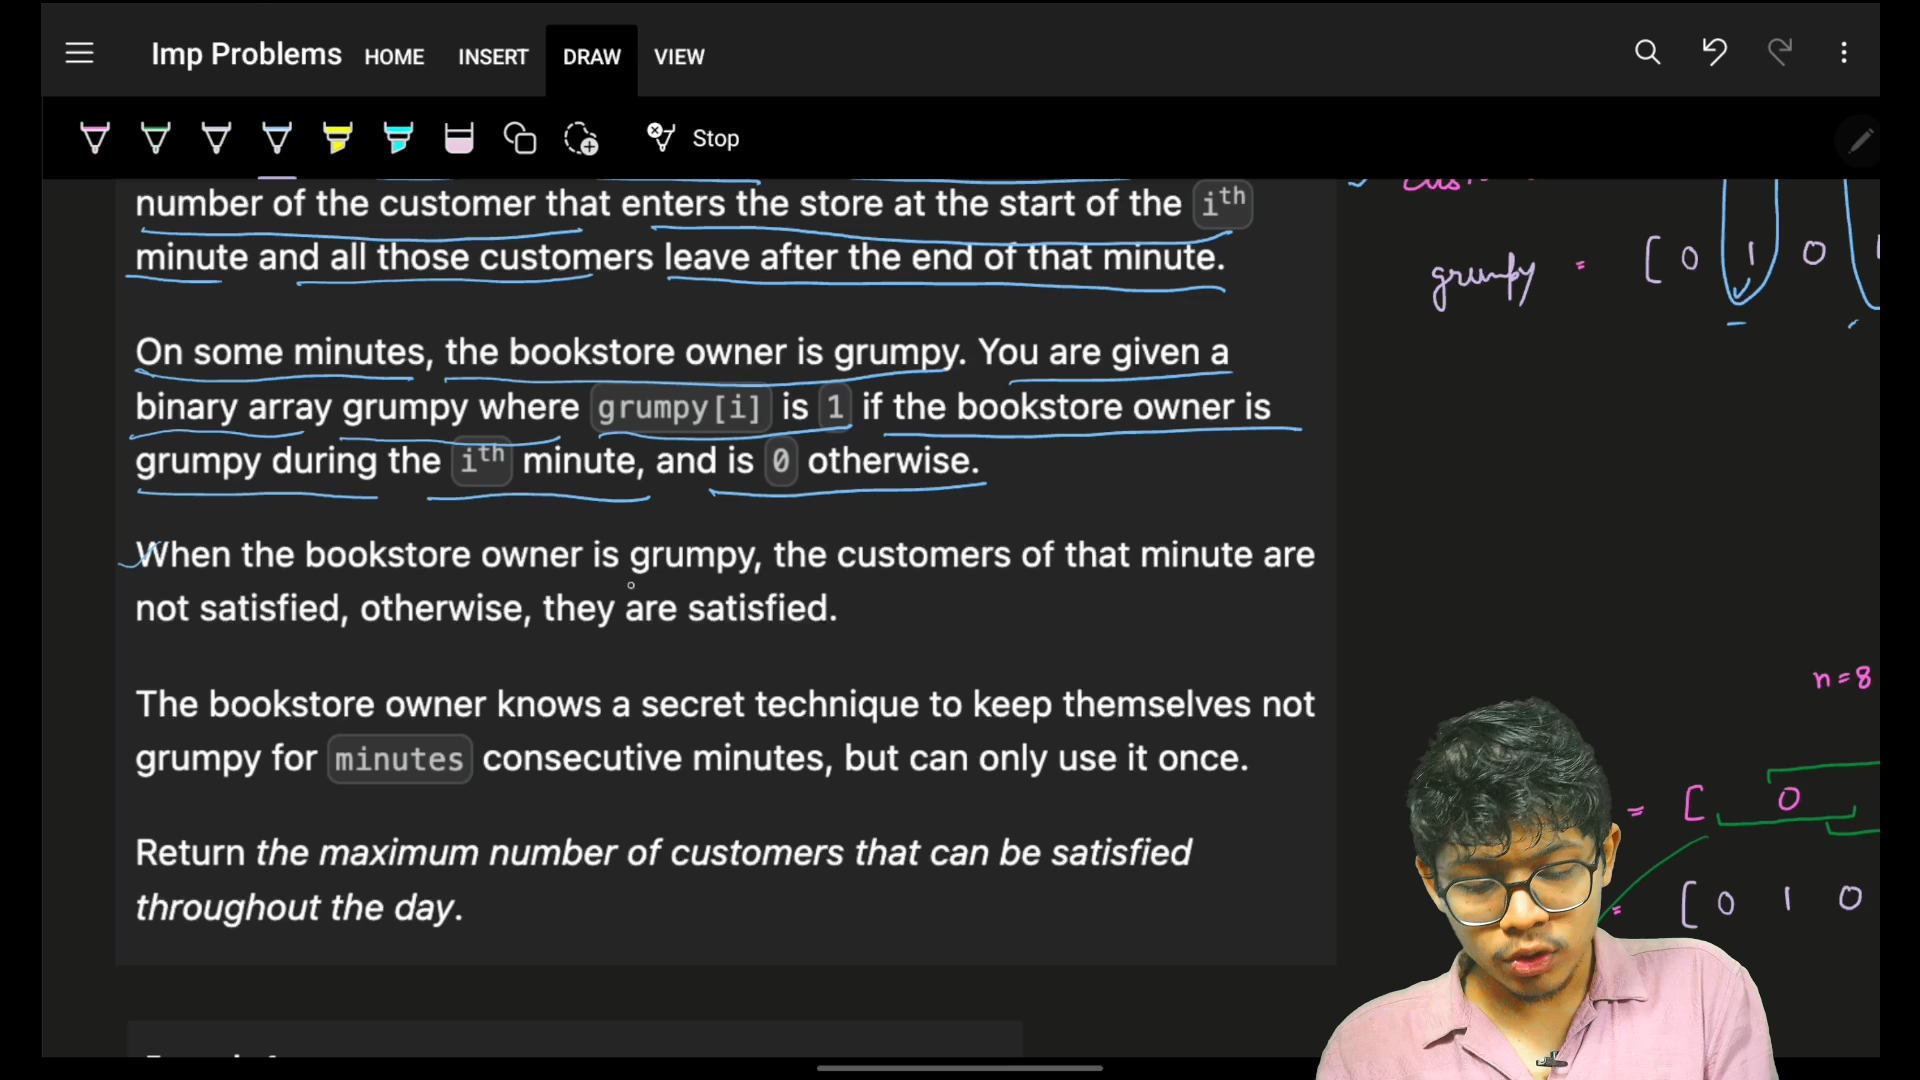 Imp Problems HOME INSERT DRAW VIEW
Stop
number of the customer that enters the store at the start of the ith
minute and all those customers leave after the end of that minute.
grumpy = [ 0 1 0
On some minutes, the bookstore owner is grumpy. You are given a
binary array grumpy where grumpy[i] is 1 if the bookstore owner is
grumpy during the ith minute, and is 0 otherwise.
When the bookstore owner is grumpy, the customers of that minute are
not satisfied, otherwise, they are satisfied.
n = 8
The bookstore owner knows a secret technique to keep themselves not
grumpy for minutes consecutive minutes, but can only use it once.
= [ 0
Return the maximum number of customers that can be satisfied
throughout the day.
= [ 0 1 0